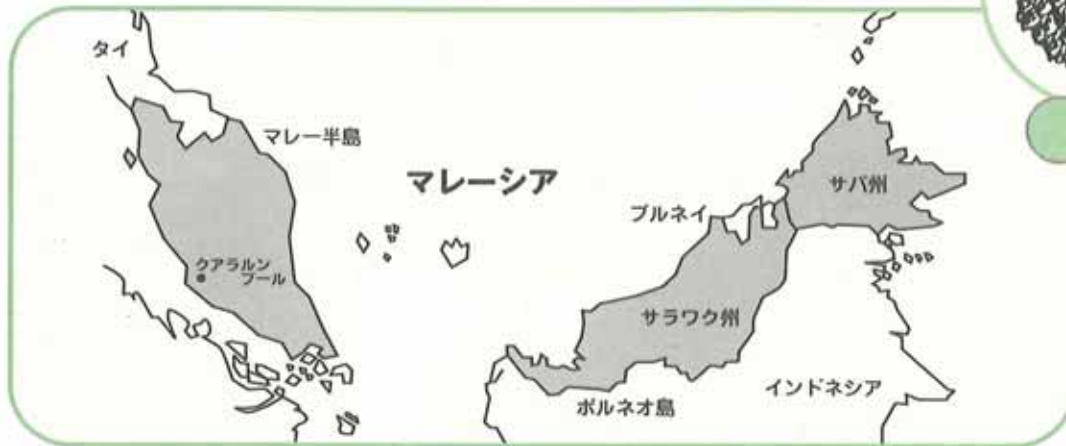 タイ
マレー半島
マレーシア
サバ州
ブルネイ
クアラルン
プール
サラワク州
インドネシア
ボルネオ島